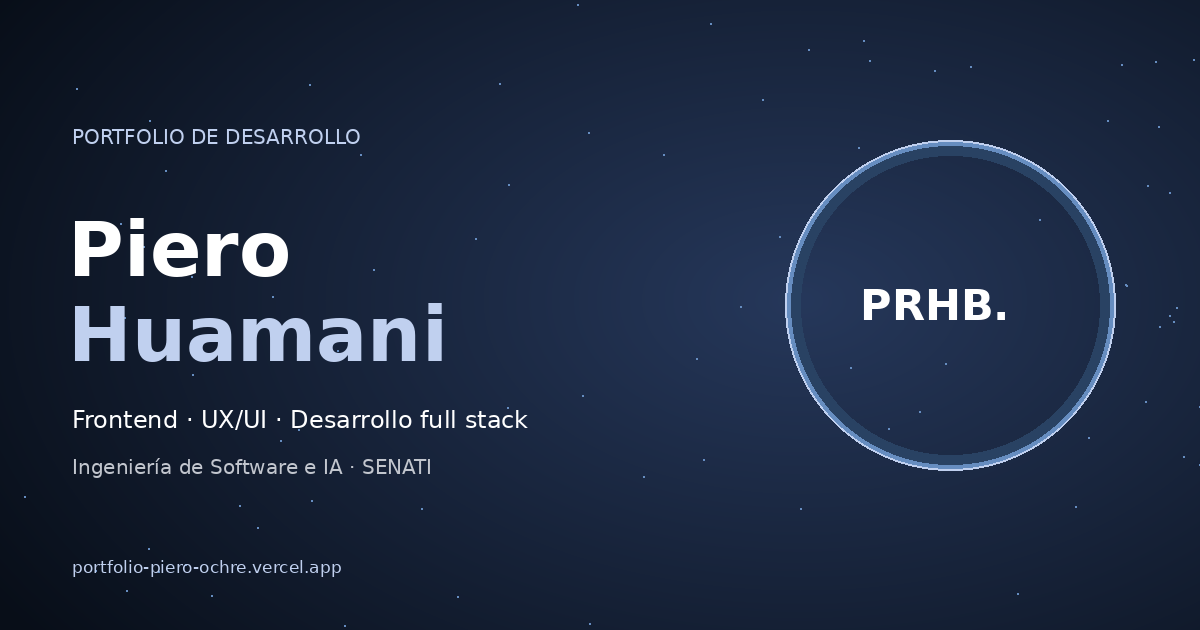 PORTFOLIO DE DESARROLLO
Piero
Huamani
Frontend · UX/UI · Desarrollo full stack
Ingeniería de Software e IA · SENATI
portfolio-piero-ochre.vercel.app
PRHB.